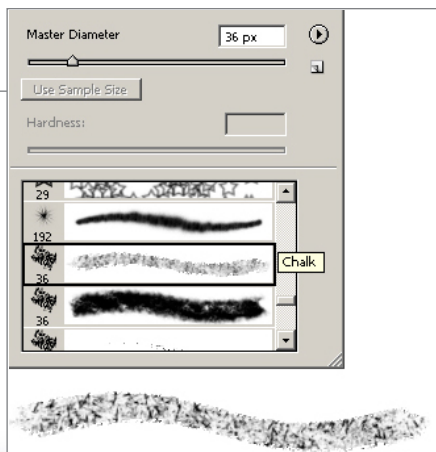 Master Diameter
36 px
Use Sample Size
Hardness:
29
192
36
Chalk
36